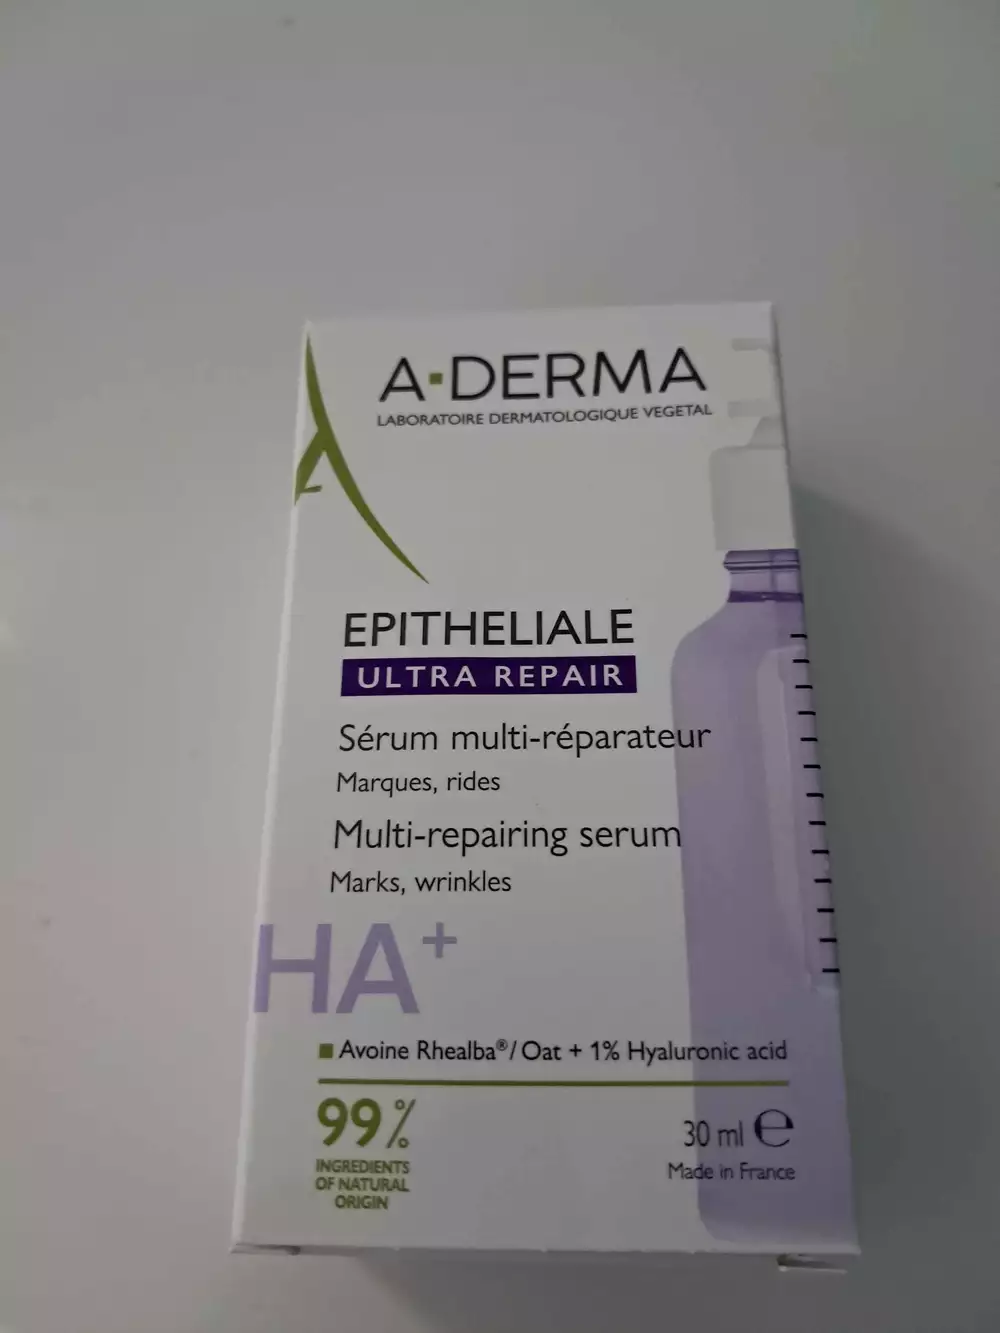 A·DERMA
LABORATOIRE DERMATOLOGIQUE VEGETAL
EPITHELIALE
ULTRA REPAIR
Sérum multi-réparateur
Marques, rides
Multi-repairing serum
Marks, wrinkles
HA+
Avoine Rhealba®/Oat + 1% Hyaluronic acid
99%
INGREDIENTS
OF NATURAL
ORIGIN
30 ml ℮
Made in France